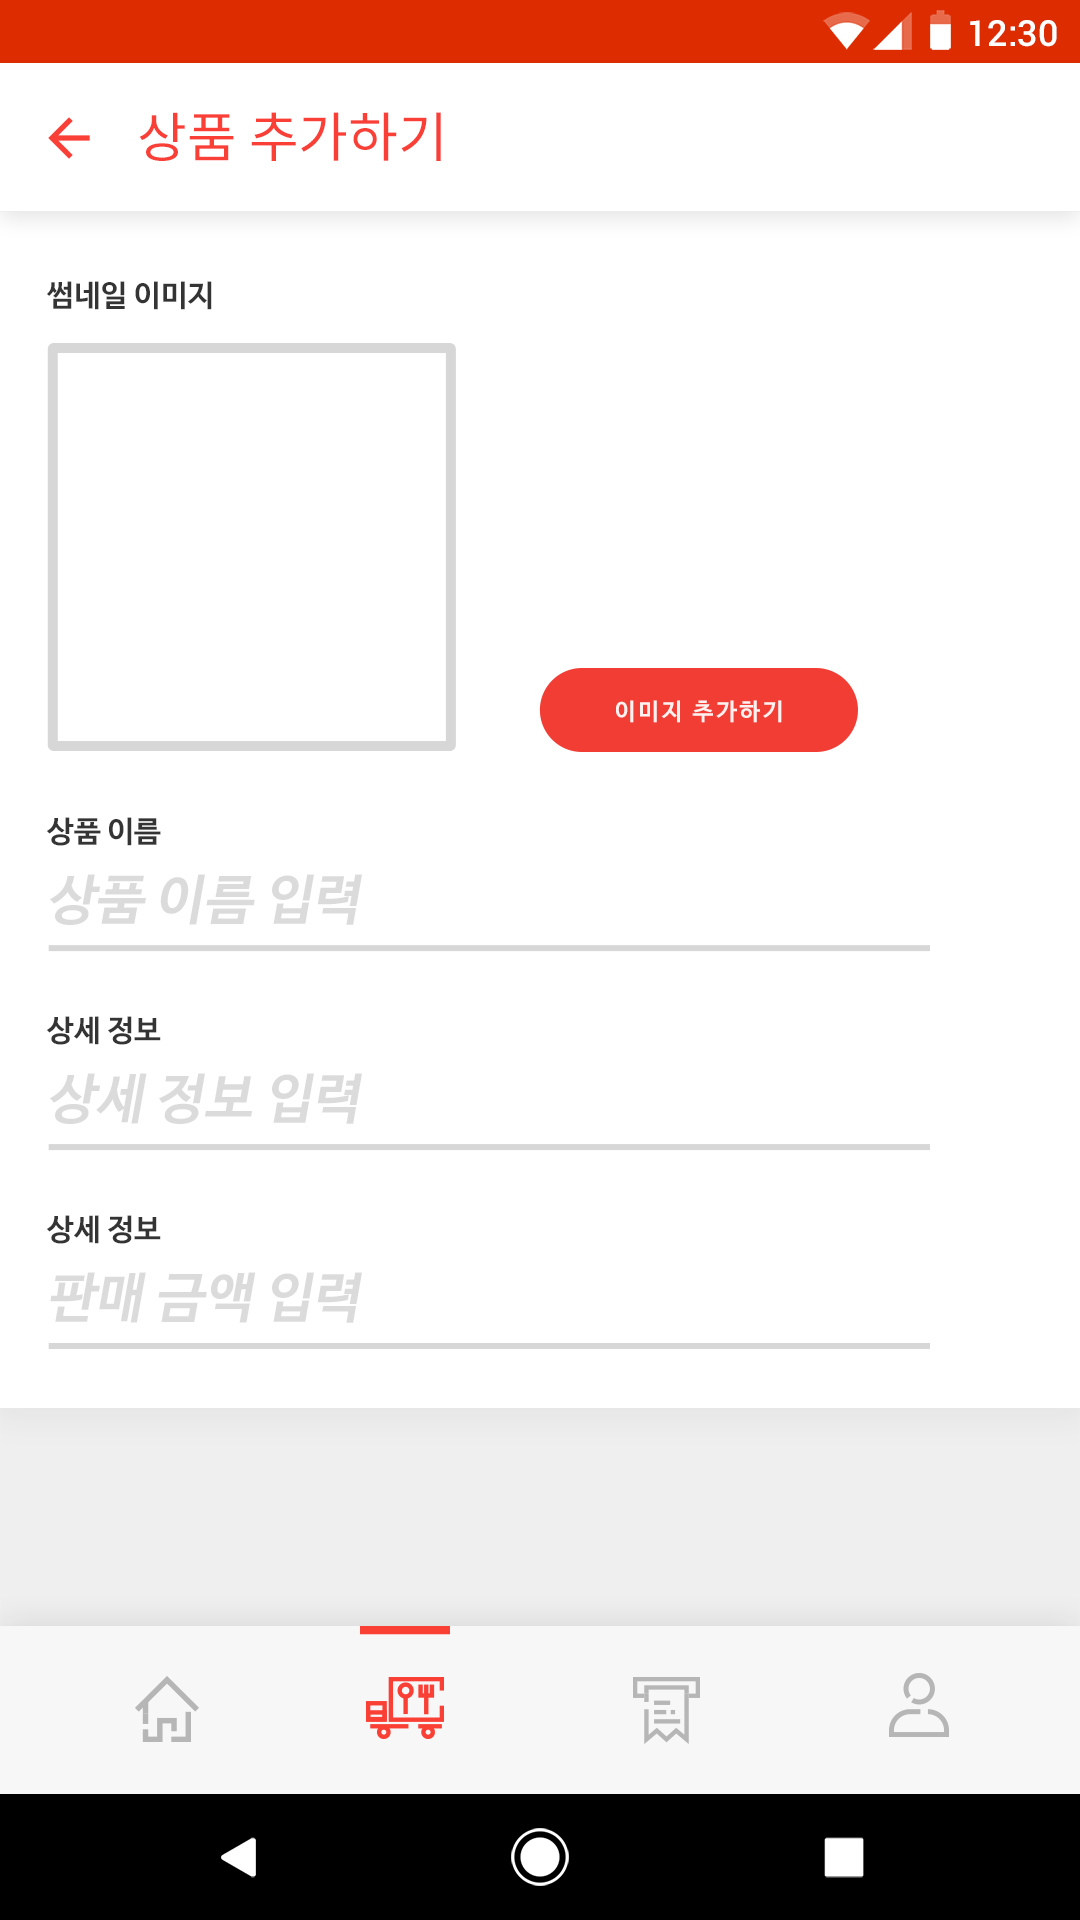 12:30
상품 추가하기
썸네일 이미지
이미지 추가하기
상품 이름
상품 이름 입력
상세 정보
상세 정보 입력
상세 정보
판매 금액 입력